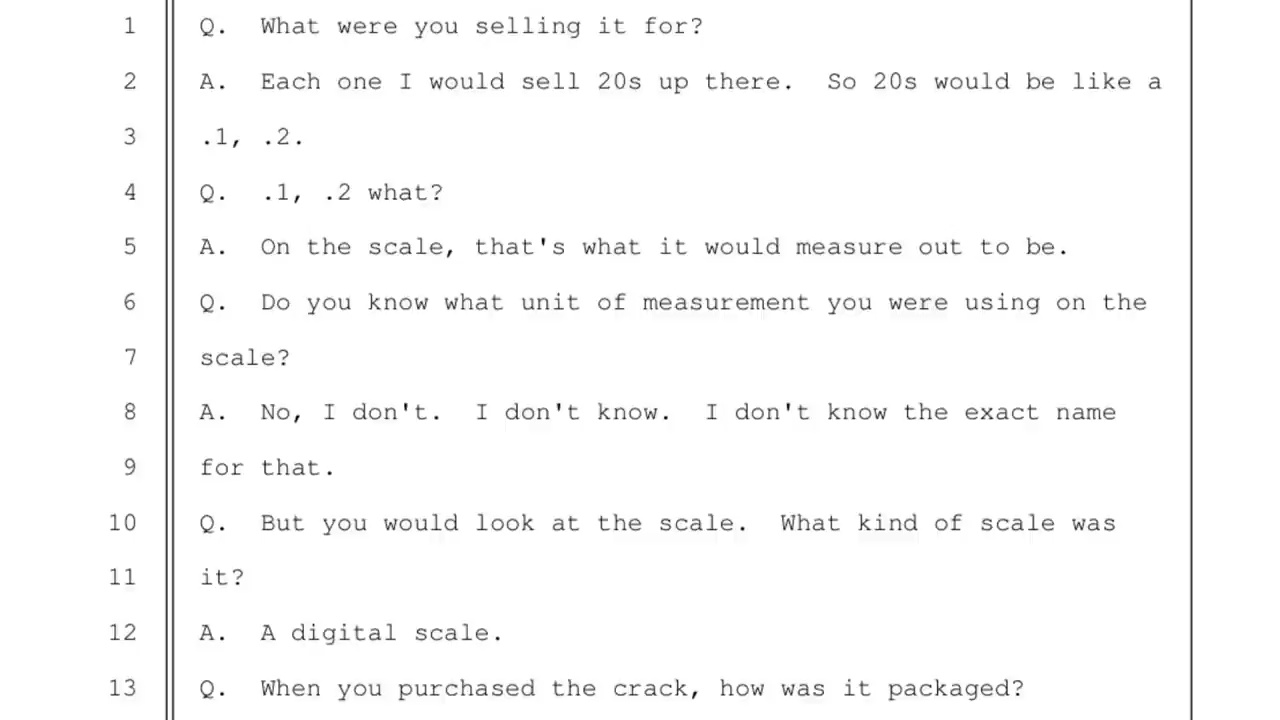 1 Q. What were you selling it for?
2 A. Each one I would sell 20s up there. So 20s would be like a
3 .1, .2.
4 Q. .1, .2 what?
5 A. On the scale, that's what it would measure out to be.
6 Q. Do you know what unit of measurement you were using on the
7 scale?
8 A. No, I don't. I don't know. I don't know the exact name
9 for that.
10 Q. But you would look at the scale. What kind of scale was
11 it?
12 A. A digital scale.
13 Q. When you purchased the crack, how was it packaged?